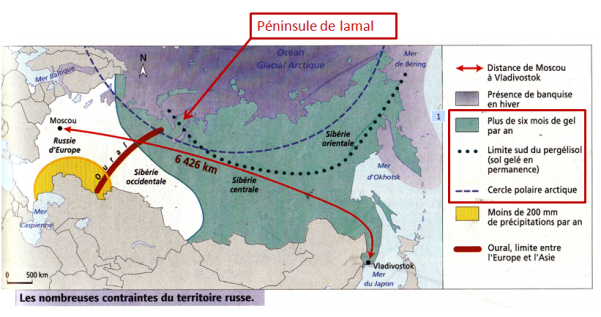 Péninsule de Iamal
N
Océan
Glacial Arctique
Mer
de Béring
Mer Baltique
Moscou
Russie
d'Europe
Oural
6 426 km
Sibérie
orientale
Sibérie
occidentale
Sibérie
centrale
Mer
d'Okhotsk
Mer
Caspienne
0 500 km
Vladivostok
Mer
du Japon
Les nombreuses contraintes du territoire russe.
Distance de Moscou
à Vladivostok
Présence de banquise
en hiver
1
Plus de six mois de gel
par an
Limite sud du pergélisol
(sol gelé en
permanence)
Cercle polaire arctique
Moins de 200 mm
de précipitations par an
Oural, limite entre
l'Europe et l'Asie